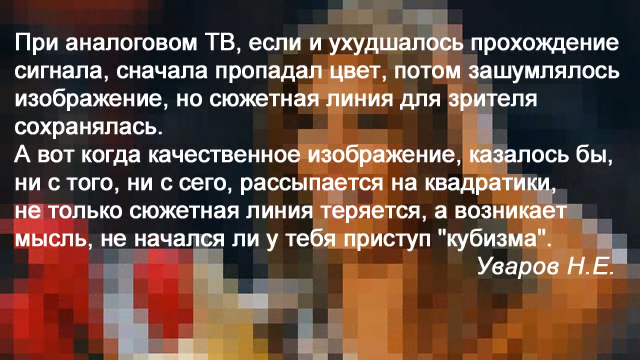 При аналоговом ТВ, если и ухудшалось прохождение
сигнала, сначала пропадал цвет, потом зашумлялось
изображение, но сюжетная линия для зрителя
сохранялась.
А вот когда качественное изображение, казалось бы,
ни с того, ни с сего, рассыпается на квадратики,
не только сюжетная линия теряется, а возникает
мысль, не начался ли у тебя приступ "кубизма".
Уваров Н.Е.